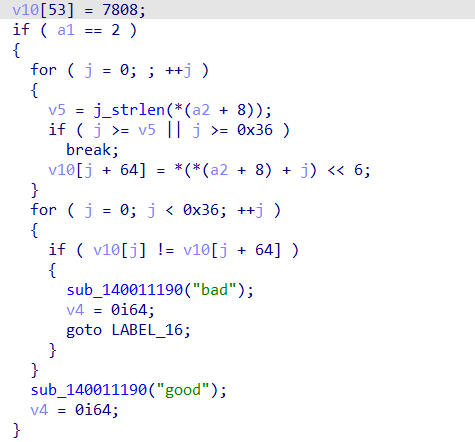 v10[53] = 7808;
if ( a1 == 2 )
{
for ( j = 0; ; ++j )
{
v5 = j_strlen(*(a2 + 8));
if ( j >= v5 || j >= 0x36 )
break;
v10[j + 64] = *(*(a2 + 8) + j) << 6;
}
for ( j = 0; j < 0x36; ++j )
{
if ( v10[j] != v10[j + 64] )
{
sub_140011190("bad");
v4 = 0i64;
goto LABEL_16;
}
}
sub_140011190("good");
v4 = 0i64;
}